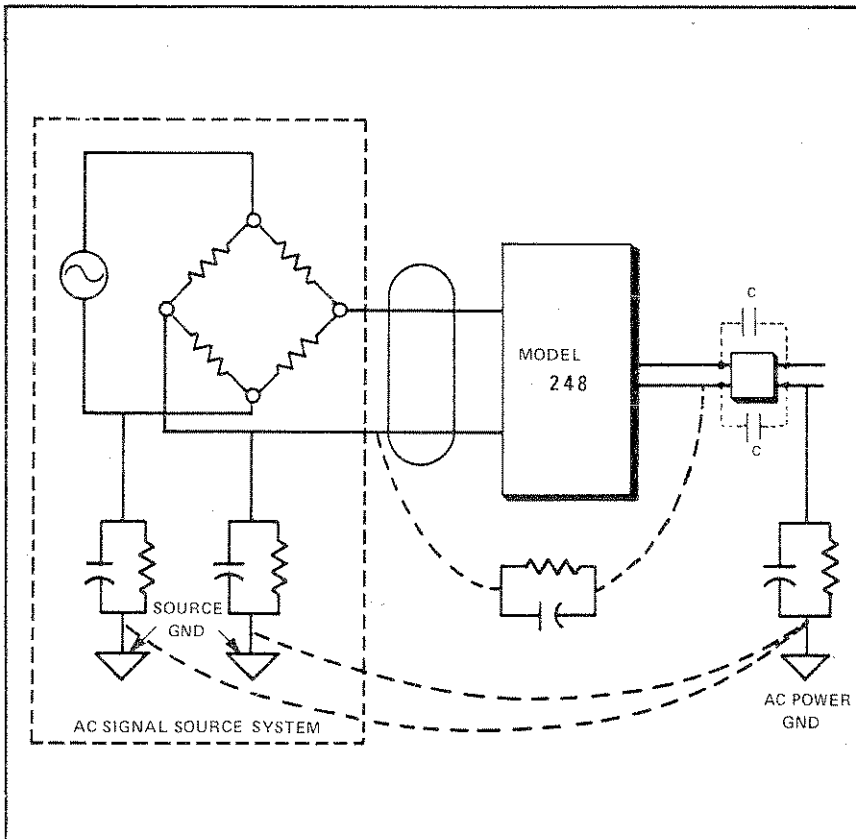 C
MODEL
248
C
SOURCE
GND
AC SIGNAL SOURCE SYSTEM
AC POWER
GND